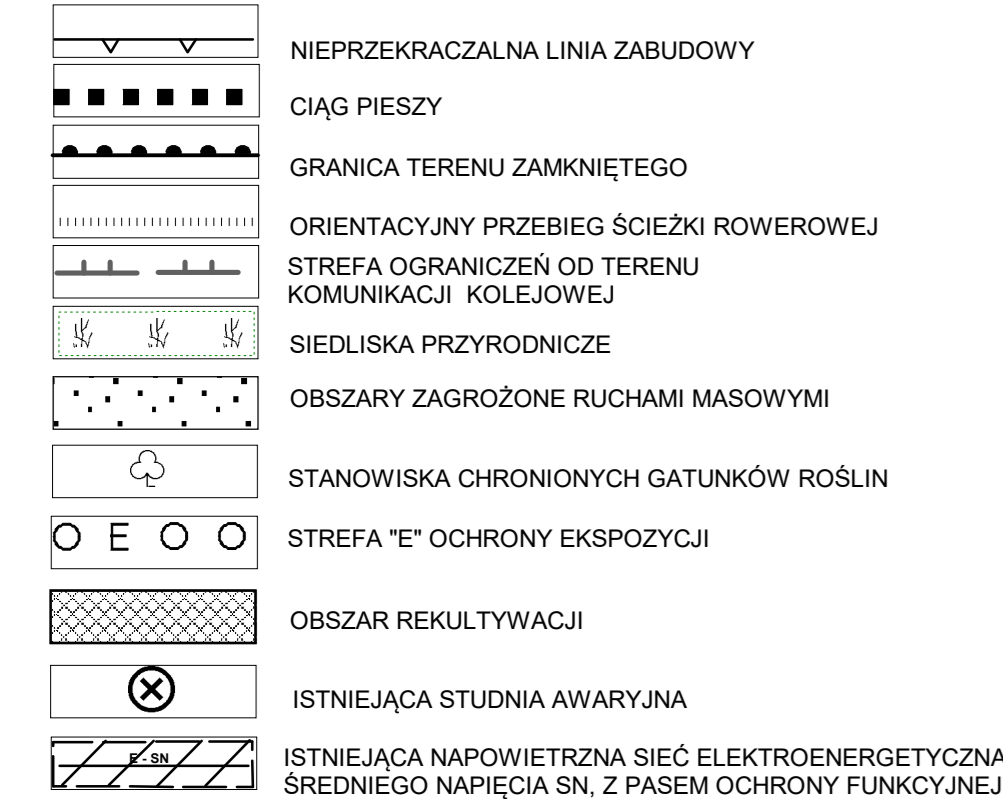 NIEPRZEKRACZALNA LINIA ZABUDOWY
CIĄG PIESZY
GRANICA TERENU ZAMKNIĘTEGO
ORIENTACYJNY PRZEBIEG ŚCIEŻKI ROWEROWEJ
STREFA OGRANICZEŃ OD TERENU
KOMUNIKACJI KOLEJOWEJ
SIEDLISKA PRZYRODNICZE
OBSZARY ZAGROŻONE RUCHAMI MASOWYMI
STANOWISKA CHRONIONYCH GATUNKÓW ROŚLIN
E
STREFA "E" OCHRONY EKSPOZYCJI
OBSZAR REKULTYWACJI
ISTNIEJĄCA STUDNIA AWARYJNA
E - SN
ISTNIEJĄCA NAPOWIETRZNA SIEĆ ELEKTROENERGETYCZNA
ŚREDNIEGO NAPIĘCIA SN, Z PASEM OCHRONY FUNKCYJNEJ